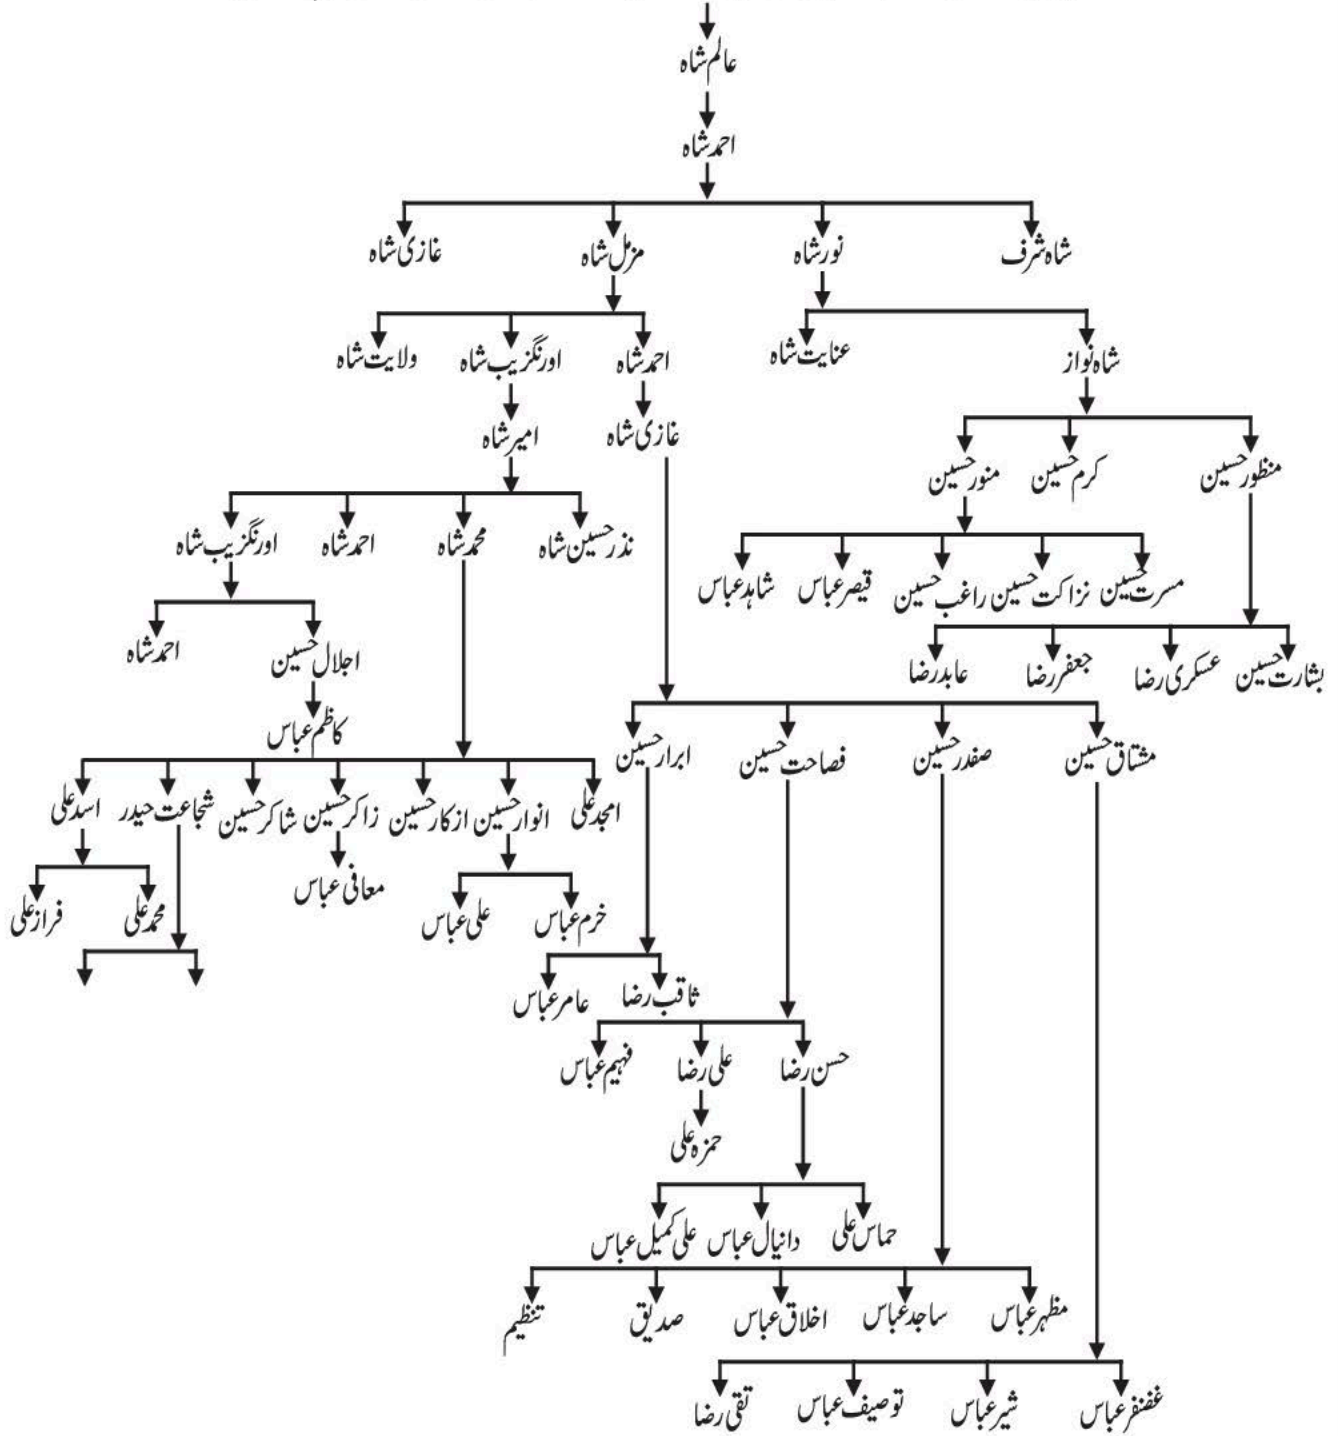 عالم شاہ
احمد شاہ
شاہ شرف نور شاہ مزمل شاہ غازی شاہ
شاہ نواز عنایت شاہ احمد شاہ اورنگزیب شاہ ولایت شاہ
غازی شاہ امیر شاہ
منظور حسین کرم حسین منور حسین
نذر حسین شاہ محمد شاہ احمد شاہ اورنگزیب شاہ
مسرت حسین نزاکت حسین راغب حسین قیصر عباس شاہد عباس
اجلال حسین احمد شاہ
بشارت حسین عسکری رضا جعفر رضا عابد رضا
کاظم عباس
مشتاق حسین صفدر حسین فصاحت حسین ابرار حسین
امجد علی انوار حسین ازکار حسین زاکر حسین شاکر حسین شجاعت حیدر اسد علی
معافی عباس
خرم عباس علی عباس محمد علی فراز علی
ثاقب رضا عامر عباس
حسن رضا علی رضا فہیم عباس
حمزہ علی
حماس علی دانیال عباس علی کمیل عباس
مظہر عباس ساجد عباس اخلاق عباس صدیق تنظیم
غضنفر عباس شیر عباس توصیف عباس تقی رضا